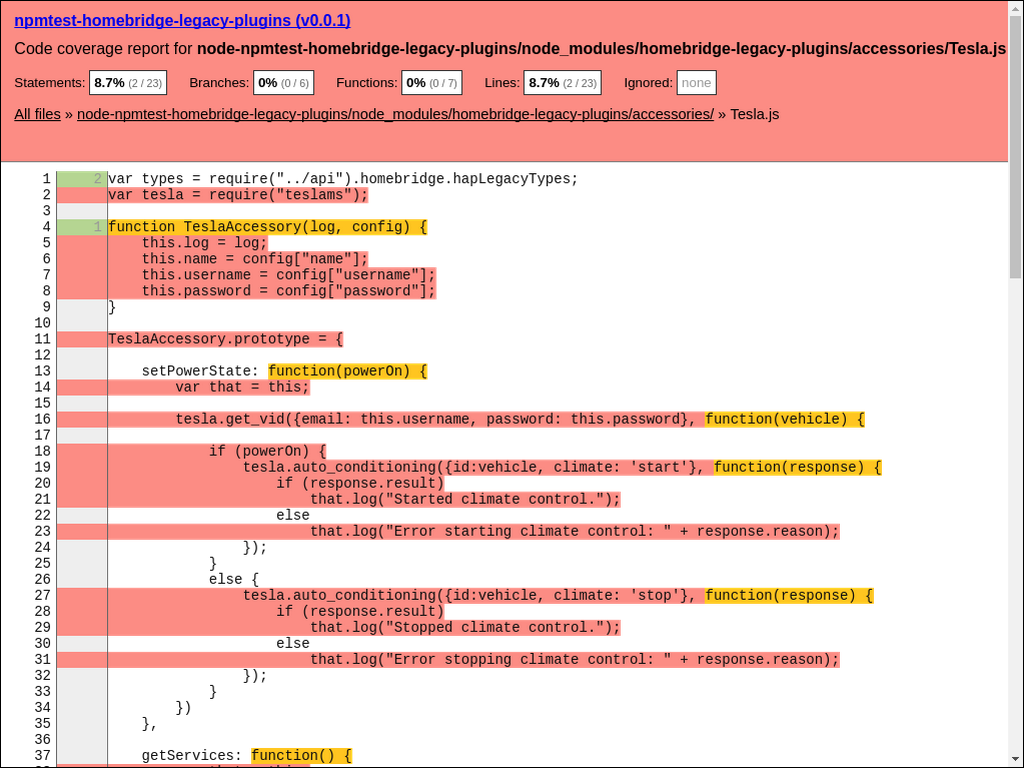 npmtest-homebridge-legacy-plugins (v0.0.1)
Code coverage report for node-npmtest-homebridge-legacy-plugins/node_modules/homebridge-legacy-plugins/accessories/Tesla.js
Statements: 8.7% (2 / 23) Branches: 0% (0 / 6) Functions: 0% (0 / 7) Lines: 8.7% (2 / 23) Ignored: none
All files » node-npmtest-homebridge-legacy-plugins/node_modules/homebridge-legacy-plugins/accessories/ » Tesla.js
1 2 var types = require("../api").homebridge.hapLegacyTypes;
2 var tesla = require("teslams");
3
4 1 function TeslaAccessory(log, config) {
5 this.log = log;
6 this.name = config["name"];
7 this.username = config["username"];
8 this.password = config["password"];
9 }
10
11 TeslaAccessory.prototype = {
12
13 setPowerState: function(powerOn) {
14 var that = this;
15
16 tesla.get_vid({email: this.username, password: this.password}, function(vehicle) {
17
18 if (powerOn) {
19 tesla.auto_conditioning({id:vehicle, climate: 'start'}, function(response) {
20 if (response.result)
21 that.log("Started climate control.");
22 else
23 that.log("Error starting climate control: " + response.reason);
24 });
25 }
26 else {
27 tesla.auto_conditioning({id:vehicle, climate: 'stop'}, function(response) {
28 if (response.result)
29 that.log("Stopped climate control.");
30 else
31 that.log("Error stopping climate control: " + response.reason);
32 });
33 }
34 })
35 },
36
37 getServices: function() {